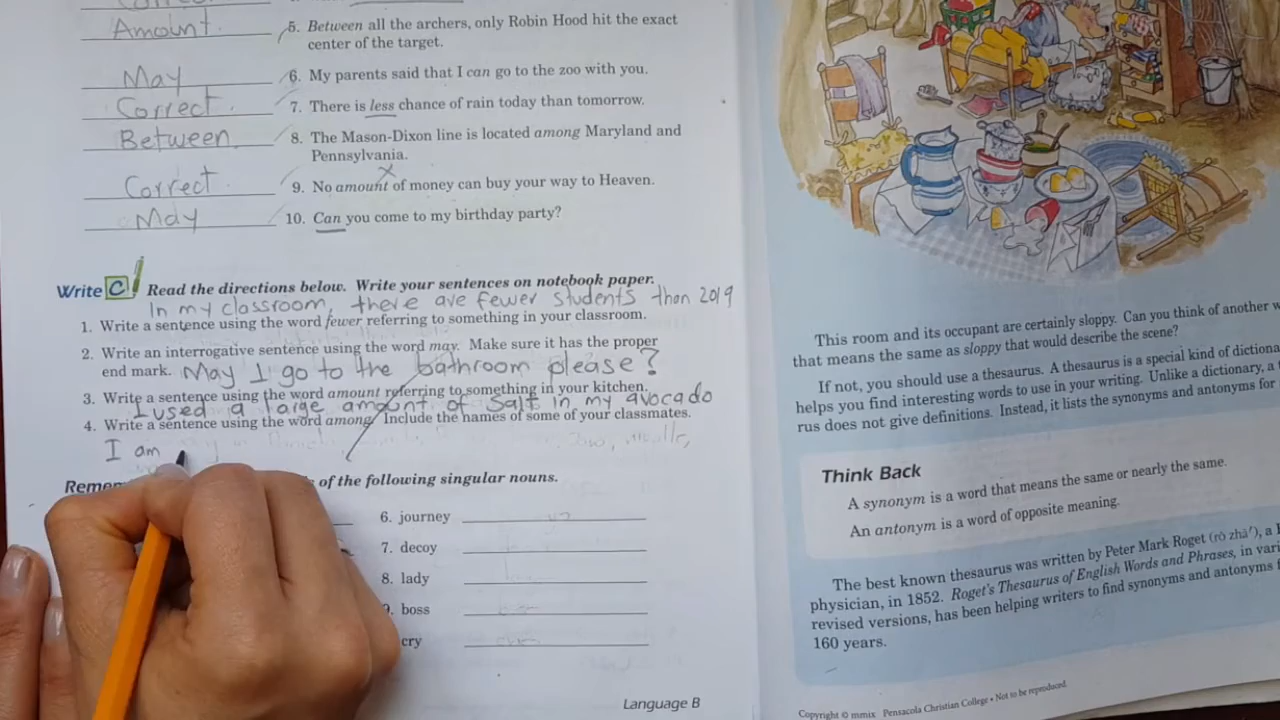 Amount
5. Between all the archers, only Robin Hood hit the exact
center of the target.
May
6. My parents said that I can go to the zoo with you.
Correct
7. There is less chance of rain today than tomorrow.
Between
8. The Mason-Dixon line is located among Maryland and
Pennsylvania.
Correct
9. No amount of money can buy your way to Heaven.
May
10. Can you come to my birthday party?
Write C Read the directions below. Write your sentences on notebook paper.
In my classroom, there are fewer students than 2019
1. Write a sentence using the word fewer referring to something in your classroom.
2. Write an interrogative sentence using the word may. Make sure it has the proper
end mark. May I go to the bathroom please?
3. Write a sentence using the word amount referring to something in your kitchen.
I used a large amount of Salt in my avocado
4. Write a sentence using the word among. Include the names of some of your classmates.
I am
of the following singular nouns.
6. journey
7. decoy
8. lady
boss
cry
Language B
This room and its occupant are certainly sloppy. Can you think of another
that means the same as sloppy that would describe the scene?
If not, you should use a thesaurus. A thesaurus is a special kind of
helps you find interesting words to use in your writing. Unlike a dictionary, a
rus does not give definitions. Instead, it lists the synonyms and antonyms for
Think Back
A synonym is a word that means the same or nearly the same.
An antonym is a word of opposite meaning.
The best known thesaurus was written by Peter Mark Roget (rō zhā′), a
physician, in 1852. Roget's Thesaurus of English Words and Phrases, in
revised versions, has been helping writers to find synonyms and antonyms
160 years.
Copyright © mmix Pensacola Christian College • Not to be reproduced.